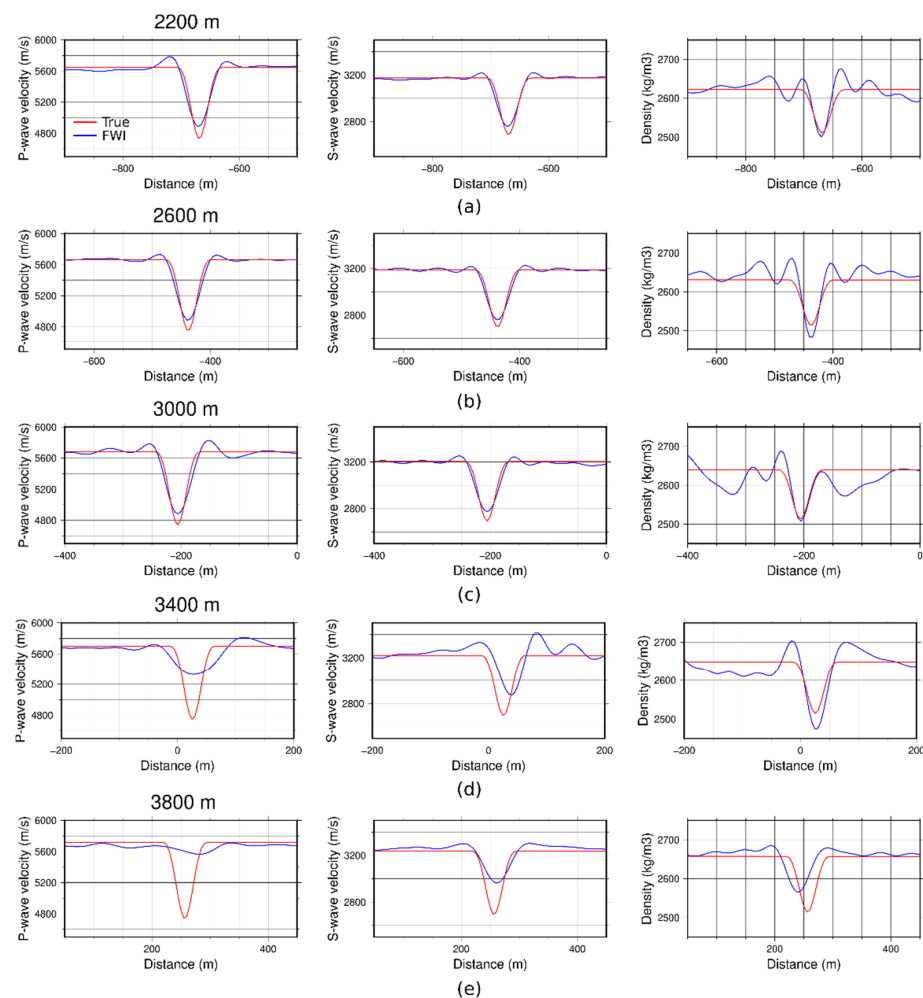 2200 m
P-wave velocity (m/s)
6000
5600
5200
4800
True
FWI
−800
−600
Distance (m)
S-wave velocity (m/s)
3200
2800
−800
−600
Distance (m)
Density (kg/m3)
2700
2600
2500
−800
−600
Distance (m)
(a)
2600 m
P-wave velocity (m/s)
6000
5600
5200
4800
−600
−400
Distance (m)
S-wave velocity (m/s)
3200
2800
−600
−400
Distance (m)
Density (kg/m3)
2700
2600
2500
−600
−400
Distance (m)
(b)
3000 m
P-wave velocity (m/s)
6000
5600
5200
4800
−400
−200
0
Distance (m)
S-wave velocity (m/s)
3200
2800
−400
−200
0
Distance (m)
Density (kg/m3)
2700
2600
2500
−400
−200
0
Distance (m)
(c)
3400 m
P-wave velocity (m/s)
6000
5600
5200
4800
−200
0
200
Distance (m)
S-wave velocity (m/s)
3200
2800
−200
0
200
Distance (m)
Density (kg/m3)
2700
2600
2500
−200
0
200
Distance (m)
(d)
3800 m
P-wave velocity (m/s)
6000
5600
5200
4800
200
400
Distance (m)
S-wave velocity (m/s)
3200
2800
200
400
Distance (m)
Density (kg/m3)
2700
2600
2500
200
400
Distance (m)
(e)